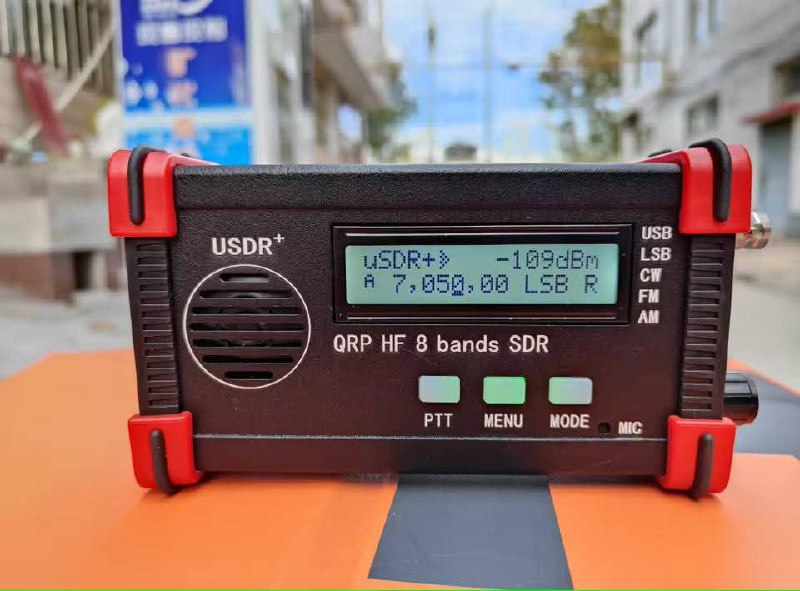 USDR+
uSDR+ -109dBm
A 7,050,00 LSB R
USB
LSB
CW
FM
AM
QRP HF 8 bands SDR
PTT
MENU
MODE
MIC